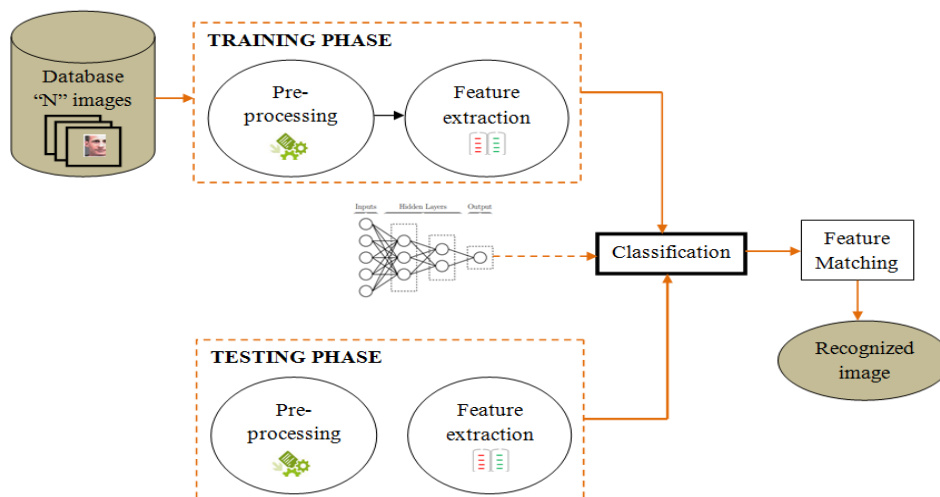 Database
“N” images
TRAINING PHASE
Pre-
processing
Feature
extraction
Inputs Hidden Layers Output
Classification
Feature
Matching
Recognized
image
TESTING PHASE
Pre-
processing
Feature
extraction